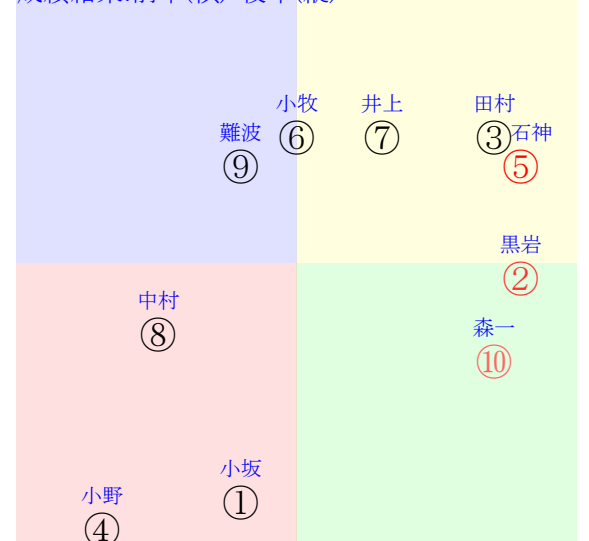 小牧
井上
田村
難波
石神
⑥
⑦
③
⑨
⑤
黒岩
②
中村
⑧
森一
⑩
小坂
①
小野
④